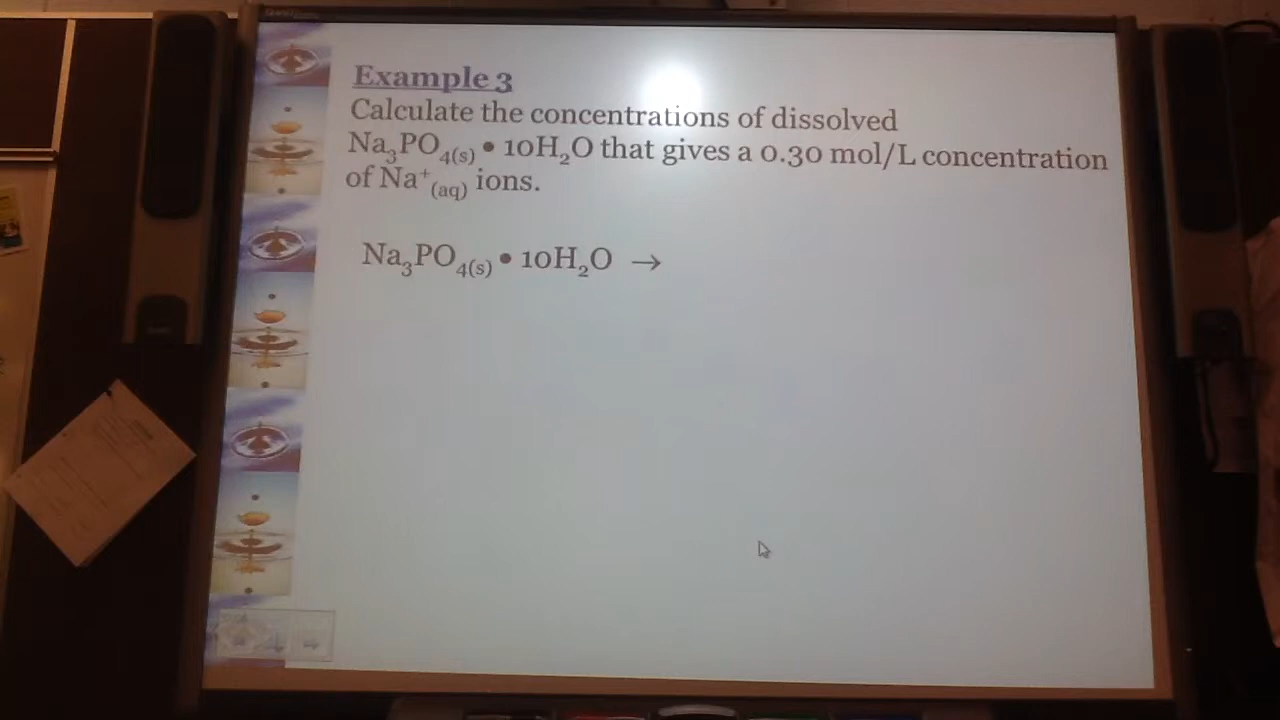 Example 3
Calculate the concentrations of dissolved
Na₃PO₄₍s₎ • 10H₂O that gives a 0.30 mol/L concentration
of Na⁺₍aq₎ ions.
Na₃PO₄₍s₎ • 10H₂O →